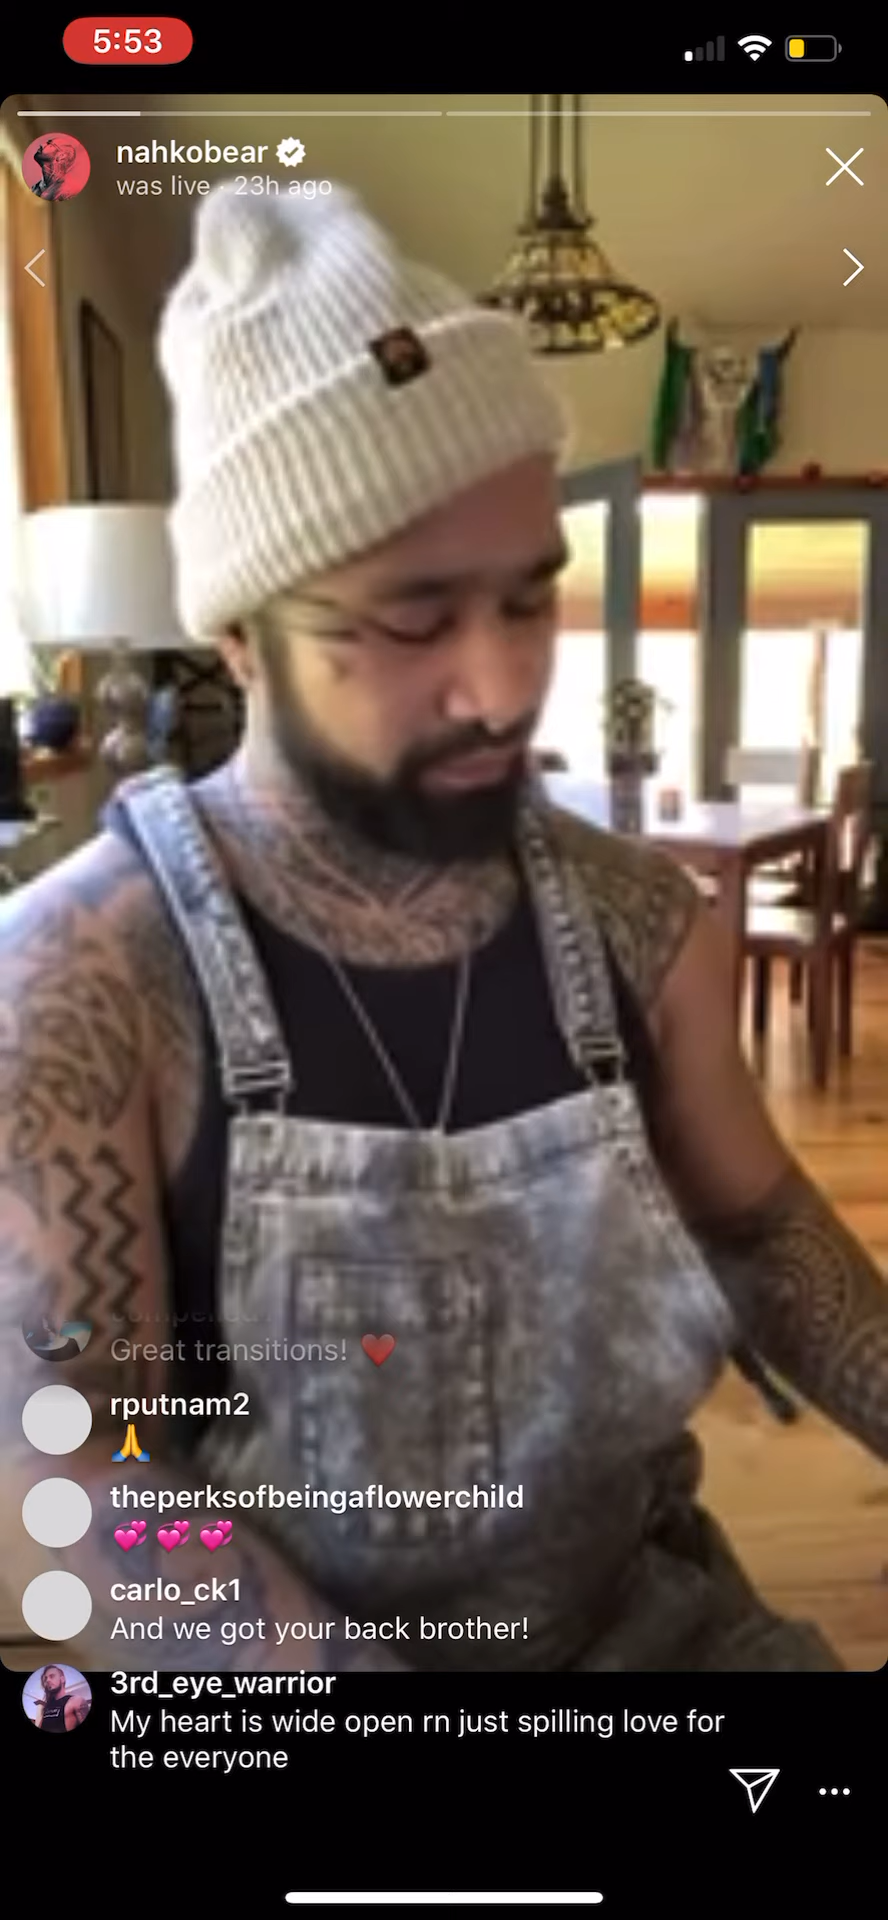 5:53
nahkobear
was live · 23h ago
Great transitions! ❤️
rputnam2
🙏
theperksofbeingaflowerchild
💞 💞 💞
carlo_ck1
And we got your back brother!
3rd_eye_warrior
My heart is wide open rn just spilling love for
the everyone